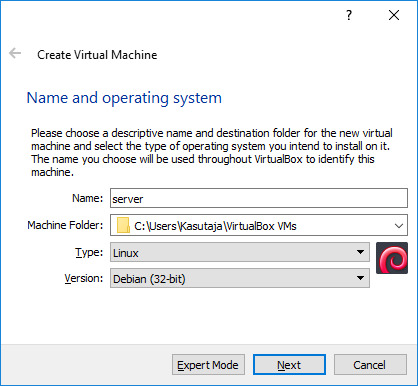 Create Virtual Machine
Name and operating system
Please choose a descriptive name and destination folder for the new virtual
machine and select the type of operating system you intend to install on it.
The name you choose will be used throughout VirtualBox to identify this
machine.
Name: server
Machine Folder: C:\Users\Kasutaja\VirtualBox VMs
Type: Linux
Version: Debian (32-bit)
Expert Mode Next Cancel